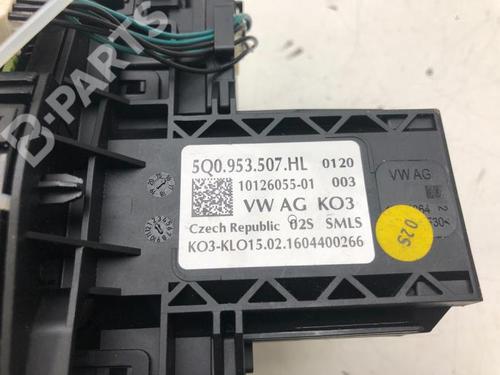 5Q0.953.507.HL 0120
10126055-01 003
VW AG KO3
Czech Republic 02S SMLS
KO3-KLO15.02.1604400266
VW AG
02S
B-PARTS